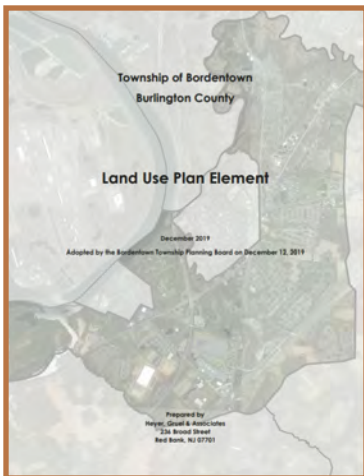 Township of Bordentown
Burlington County
Land Use Plan Element
December 2019
Adopted by the Bordentown Township Planning Board on December 12, 2019
Prepared by
Heyer, Gruel & Associates
236 Broad Street
Red Bank, NJ 07701